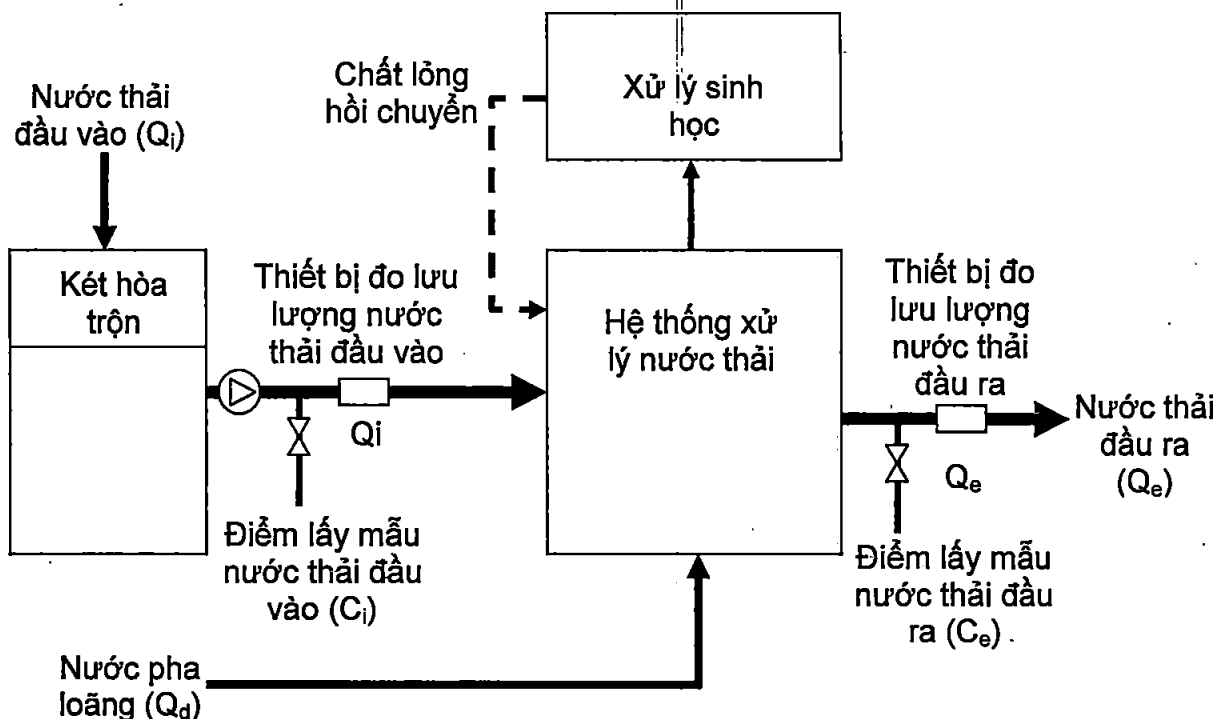 Nước thải
đầu vào (Qi)
Chất lỏng
hồi chuyển
Xử lý sinh
học
Két hòa
trộn
Thiết bị đo lưu
lượng nước
thải đầu vào
Qi
Hệ thống xử
lý nước thải
Thiết bị đo
lưu lượng
nước thải
đầu ra
Qe
Nước thải
đầu ra
(Qe)
Điểm lấy mẫu
nước thải đầu
vào (Ci)
Điểm lấy mẫu
nước thải đầu
ra (Ce)
Nước pha
loãng (Qd)